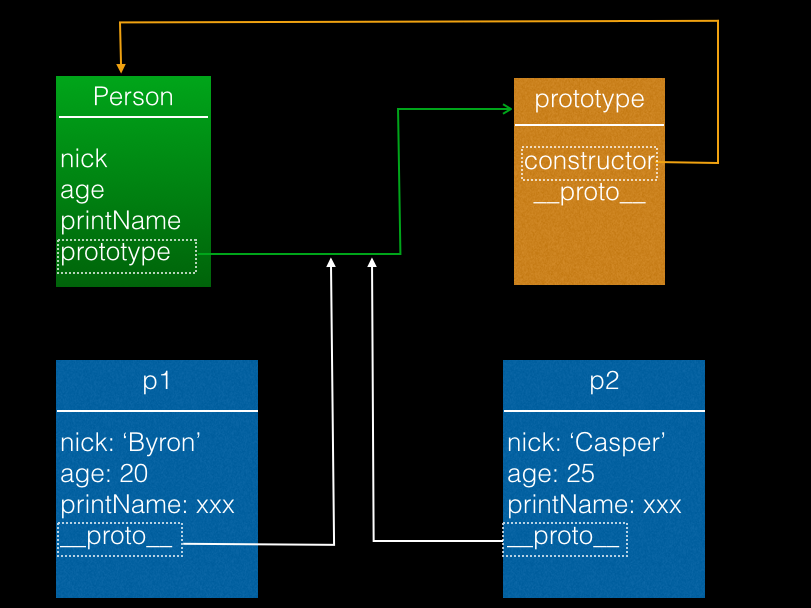 Person
nick
age
printName
prototype
prototype
constructor
__proto__
p1
nick: ‘Byron’
age: 20
printName: xxx
__proto__
p2
nick: ‘Casper’
age: 25
printName: xxx
__proto__